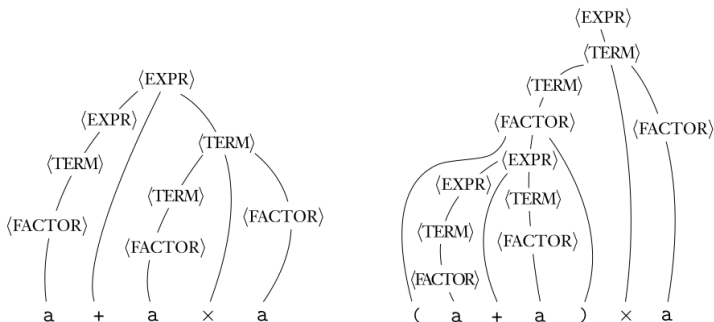 ⟨EXPR⟩
⟨EXPR⟩
⟨TERM⟩
⟨TERM⟩
⟨TERM⟩
⟨FACTOR⟩
⟨FACTOR⟩
⟨FACTOR⟩
a + a × a
⟨EXPR⟩
⟨TERM⟩
⟨TERM⟩
⟨FACTOR⟩ ⟨FACTOR⟩
⟨EXPR⟩
⟨EXPR⟩
⟨TERM⟩
⟨TERM⟩
⟨FACTOR⟩
⟨FACTOR⟩
( a + a ) × a